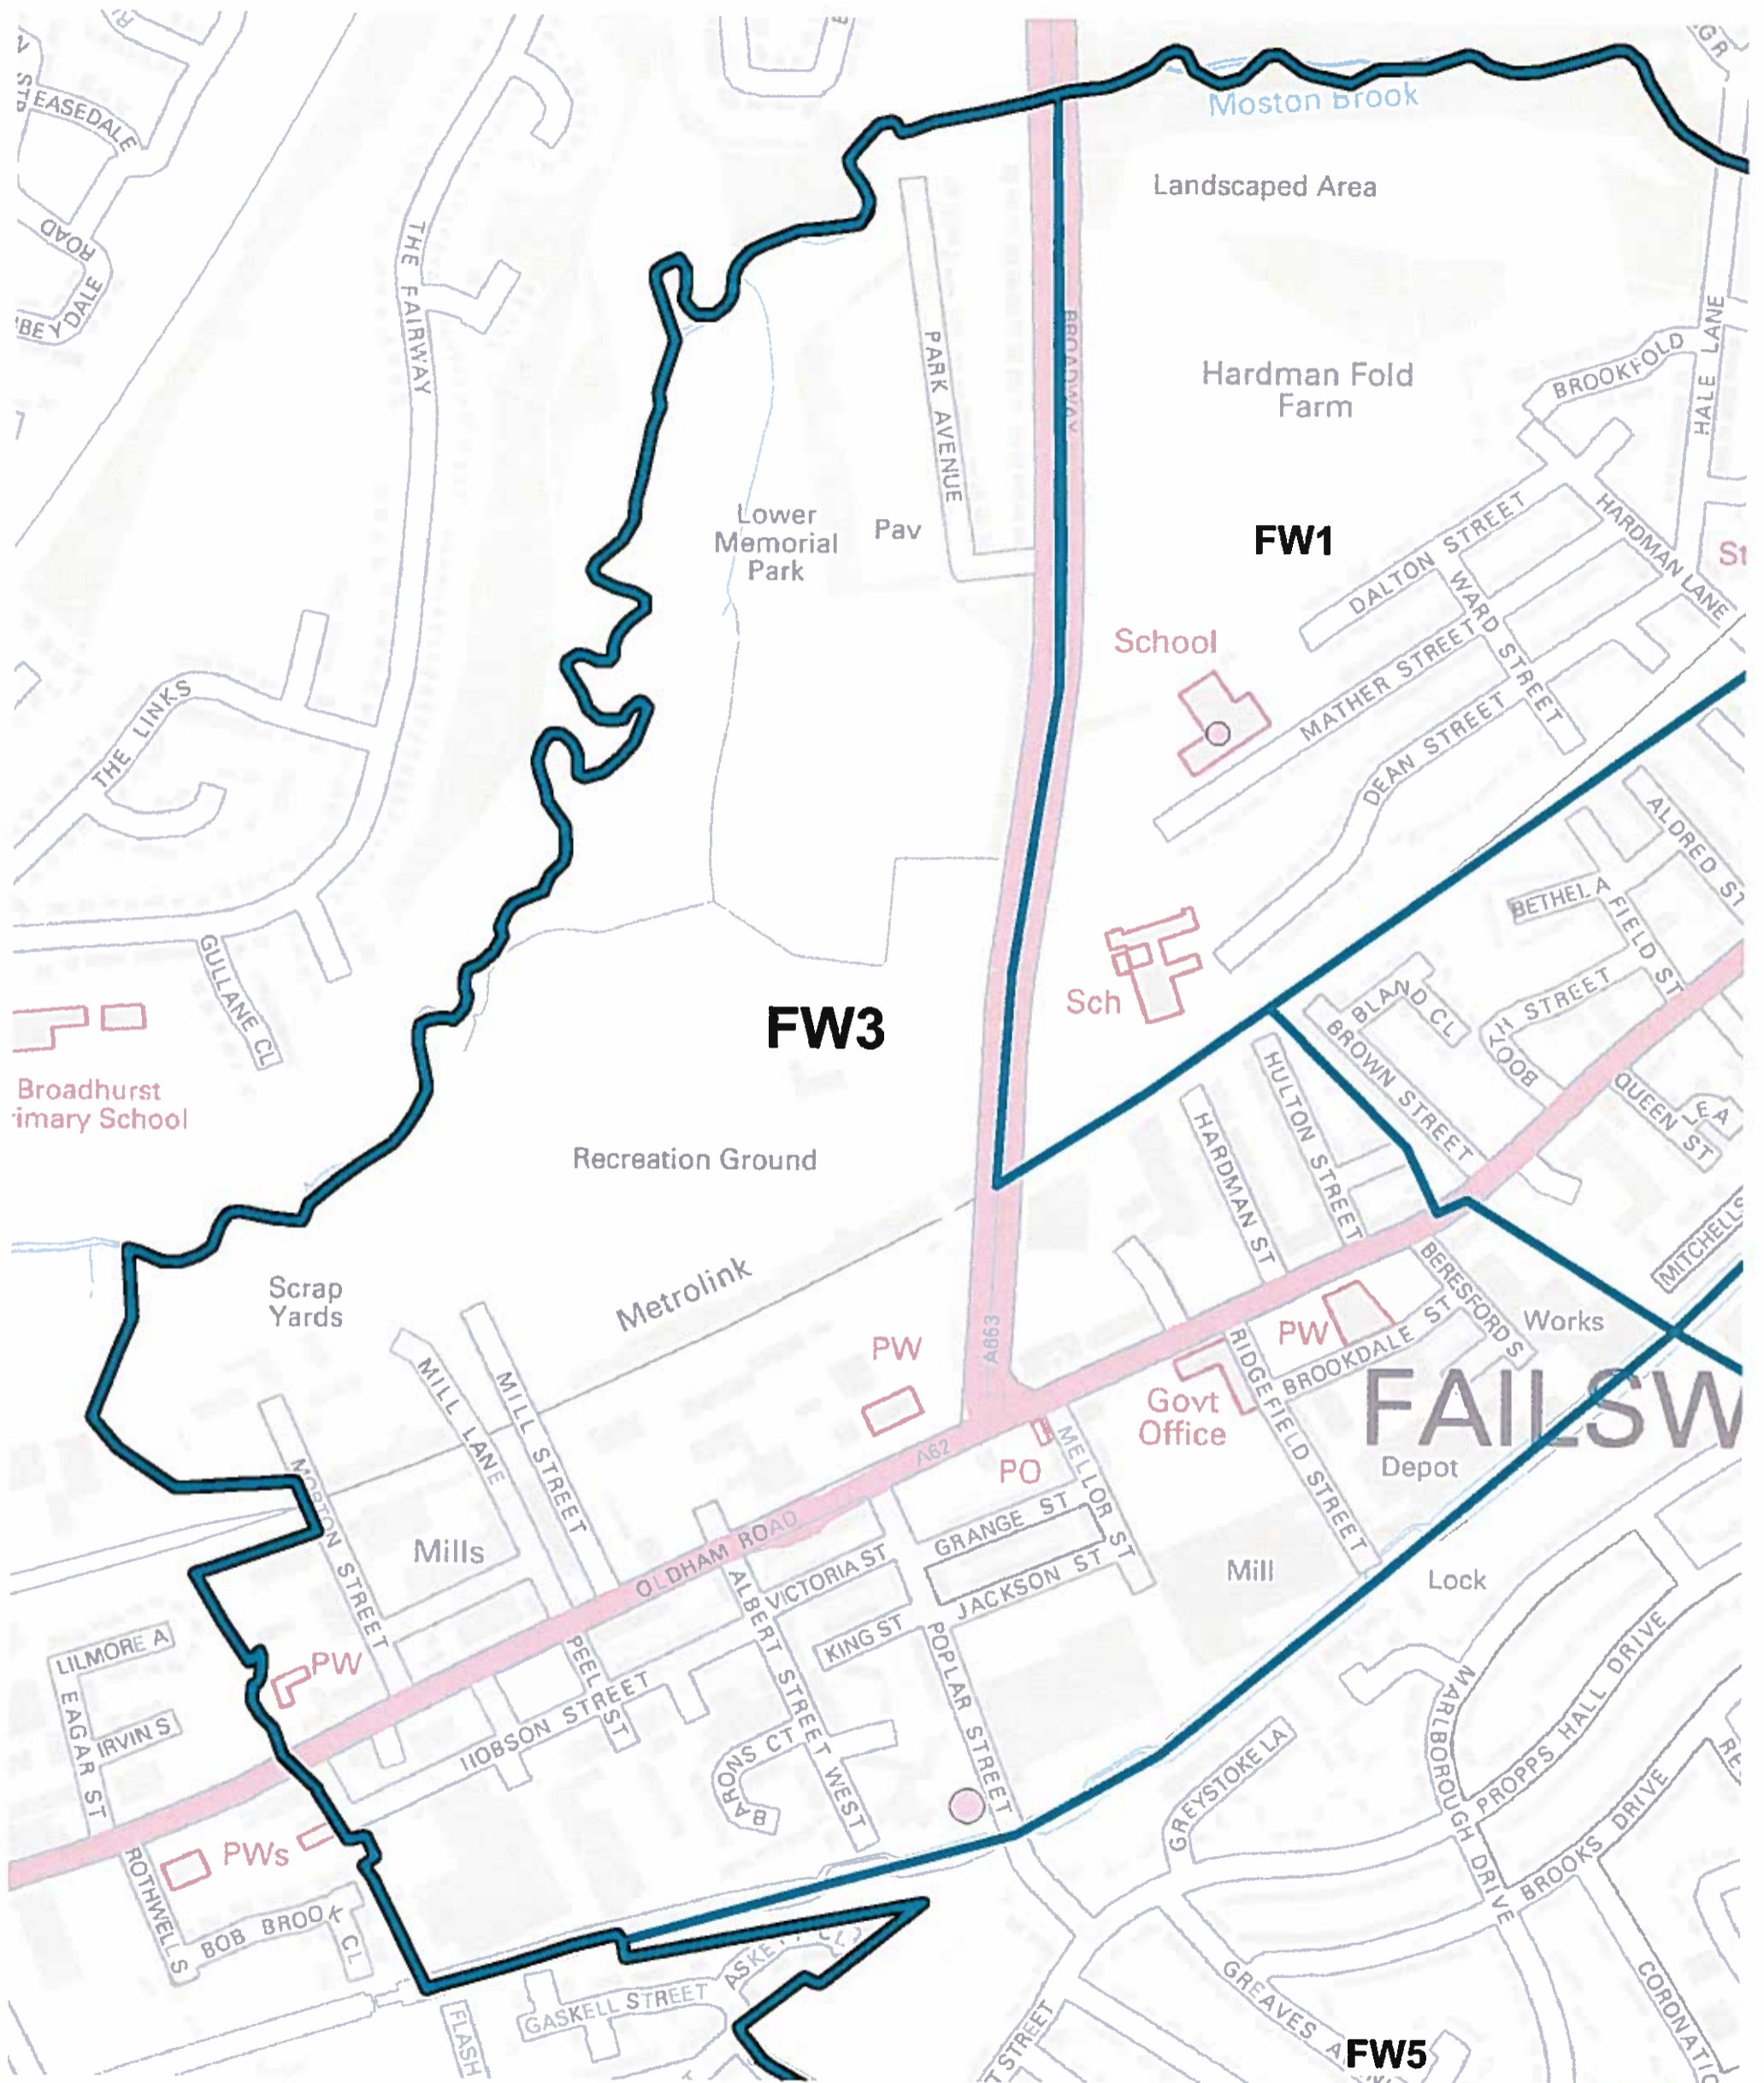 EASEDALE
ROAD
THE FAIRWAY
Moston Brook
Landscaped Area
PARK AVENUE
BROADWAY
Hardman Fold
Farm
BROOKFOLD
HALE LANE
HARDMAN LANE
FW1
Lower
Memorial
Park
Pav
DALTON STREET
WARD STREET
MATHER STREET
DEAN STREET
School
St
THE LINKS
ALDRED ST
BETHEL A
FIELD ST
GULLANE CL
Sch
FW3
BLAND CL
BROWN STREET
BOOTH STREET
QUEEN ST
EA
Broadhurst
imary School
HULTON STREET
HARDMAN ST
Recreation Ground
MITCHELLS
Scrap
Yards
Metrolink
A663
PW
PW
BERESFORD S
BROOKDALE ST
Works
RIDGEFIELD STREET
Govt
Office
FAILSW
Depot
MILL LANE
MILL STREET
A62
PO
MELLOR ST
GRANGE ST
JACKSON ST
MORTON STREET
Mills
OLDHAM ROAD
VICTORIA ST
ALBERT STREET WEST
KING ST
POPLAR STREET
Mill
Lock
LILMORE A
EAGAR ST
IRVIN S
PW
PEEL ST
HOBSON STREET
BARONS CT
GREYSTOKE LA
MARLBOROUGH DRIVE
PROPPS HALL DRIVE
BROOKS DRIVE
PWs
ROTHWELL S
BOB BROOK CL
GASKELL STREET
FLASH
GREAVES A
T STREET
CORONATI
FW5